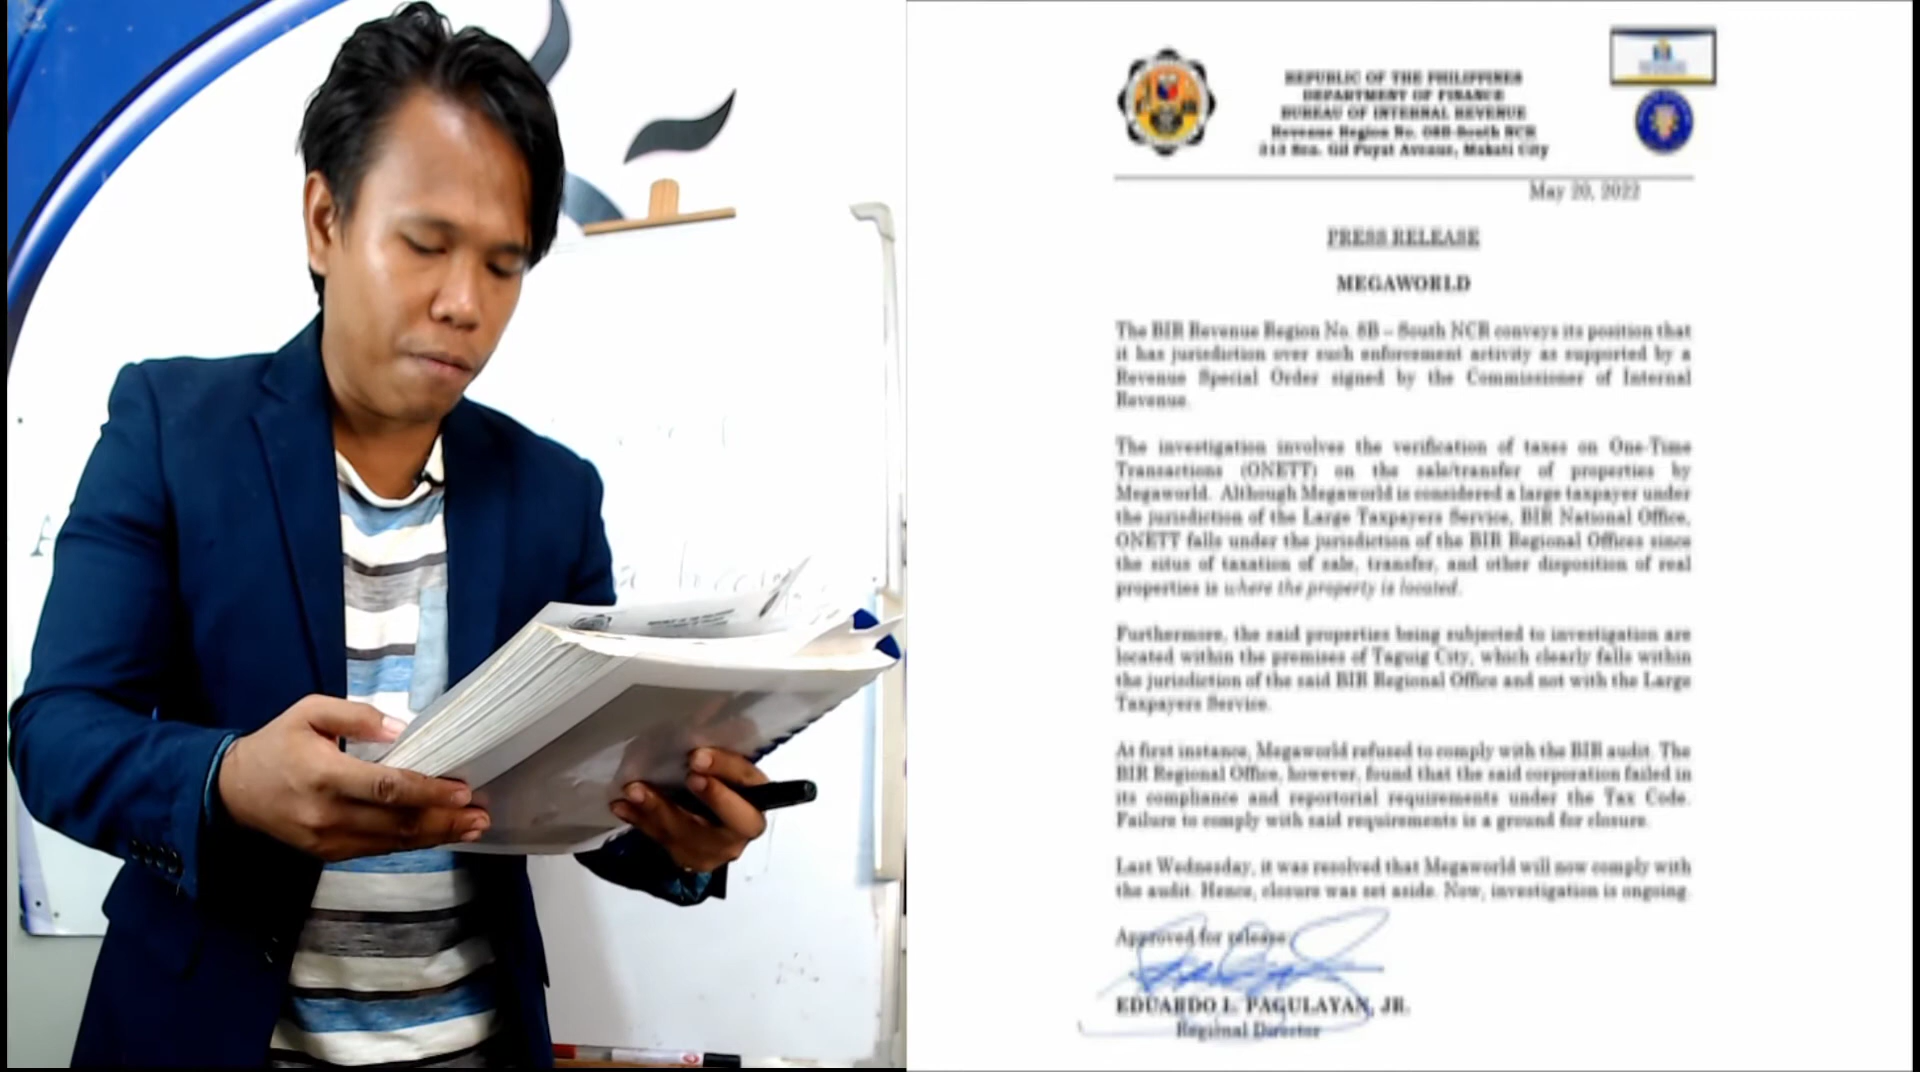 REPUBLIC OF THE PHILIPPINES
DEPARTMENT OF FINANCE
BUREAU OF INTERNAL REVENUE
Revenue Region No. 08B-South NCR
313 Sen. Gil Puyat Avenue, Makati City
May 20, 2022
PRESS RELEASE
MEGAWORLD
The BIR Revenue Region No. 8B – South NCR conveys its position that
it has jurisdiction over such enforcement activity as supported by a
Revenue Special Order signed by the Commissioner of Internal
Revenue.
The investigation involves the verification of taxes on One-Time
Transactions (ONETT) on the sale/transfer of properties by
Megaworld. Although Megaworld is considered a large taxpayer under
the jurisdiction of the Large Taxpayers Service, BIR National Office,
ONETT falls under the jurisdiction of the BIR Regional Offices since
the situs of taxation of sale, transfer, and other disposition of real
properties is where the property is located.
Furthermore, the said properties being subjected to investigation are
located within the premises of Taguig City, which clearly falls within
the jurisdiction of the said BIR Regional Office and not with the Large
Taxpayers Service.
At first instance, Megaworld refused to comply with the BIR audit. The
BIR Regional Office, however, found that the said corporation failed in
its compliance and reportorial requirements under the Tax Code.
Failure to comply with said requirements is a ground for closure.
Last Wednesday, it was resolved that Megaworld will now comply with
the audit. Hence, closure was set aside. Now, investigation is ongoing.
Approved for release:
EDUARDO L. PAGULAYAN, JR.
Regional Director